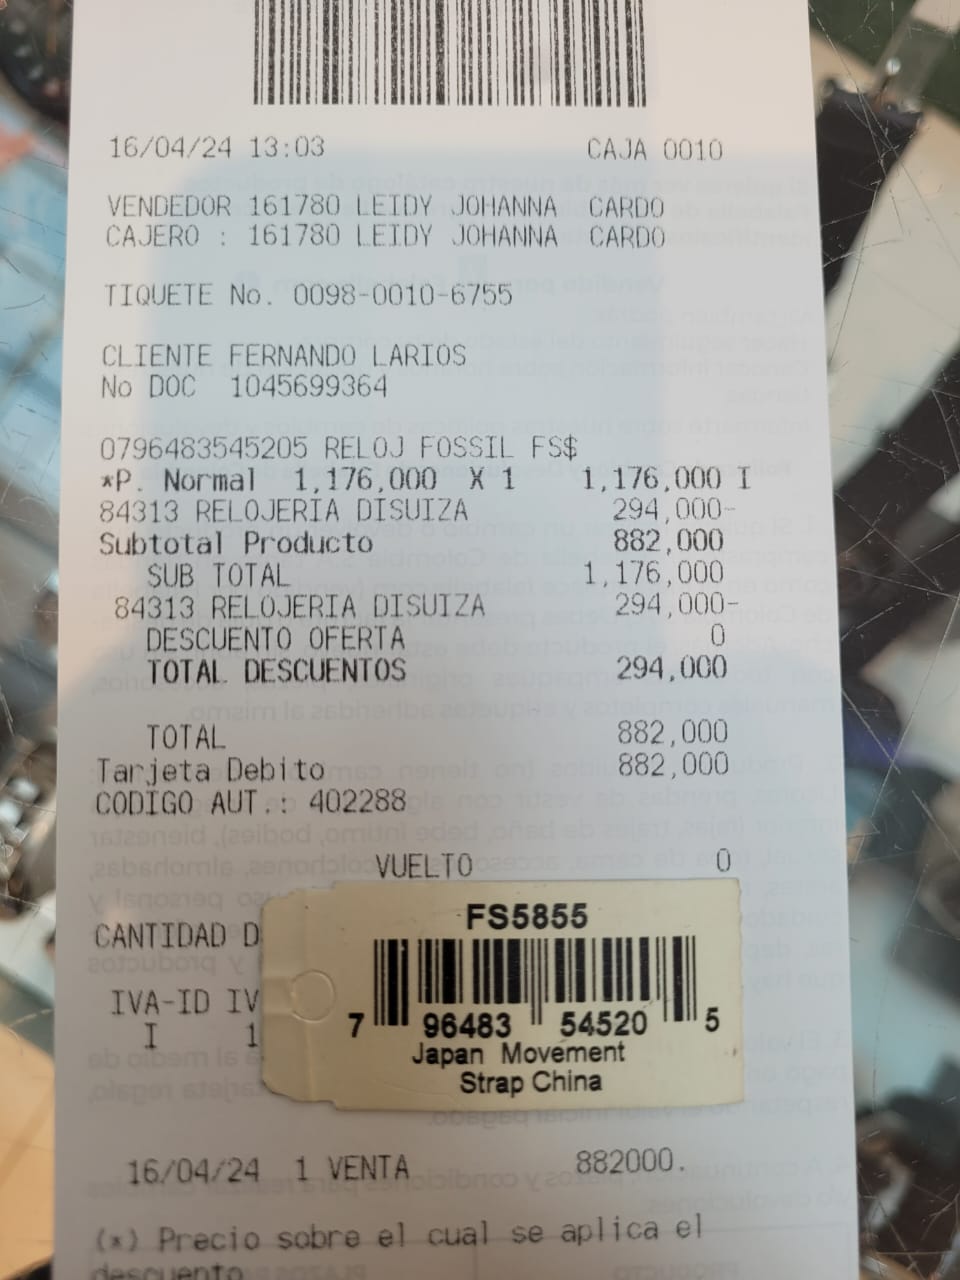 16/04/24 13:03 CAJA 0010
VENDEDOR 161780 LEIDY JOHANNA CARDO
CAJERO : 161780 LEIDY JOHANNA CARDO
TIQUETE No. 0098-0010-6755
CLIENTE FERNANDO LARIOS
No DOC 1045699364
0796483545205 RELOJ FOSSIL FS$
*P. Normal 1,176,000 X 1 1,176,000 I
84313 RELOJERIA DISUIZA 294,000-
Subtotal Producto 882,000
SUB TOTAL 1,176,000
84313 RELOJERIA DISUIZA 294,000-
DESCUENTO OFERTA 0
TOTAL DESCUENTOS 294,000
TOTAL 882,000
Tarjeta Debito 882,000
CODIGO AUT.: 402288
VUELTO 0
FS5855
CANTIDAD D
IVA-ID IV
I 1
7 96483 54520 5
Japan Movement
Strap China
16/04/24 1 VENTA 882000.
(*) Precio sobre el cual se aplica el
descuento